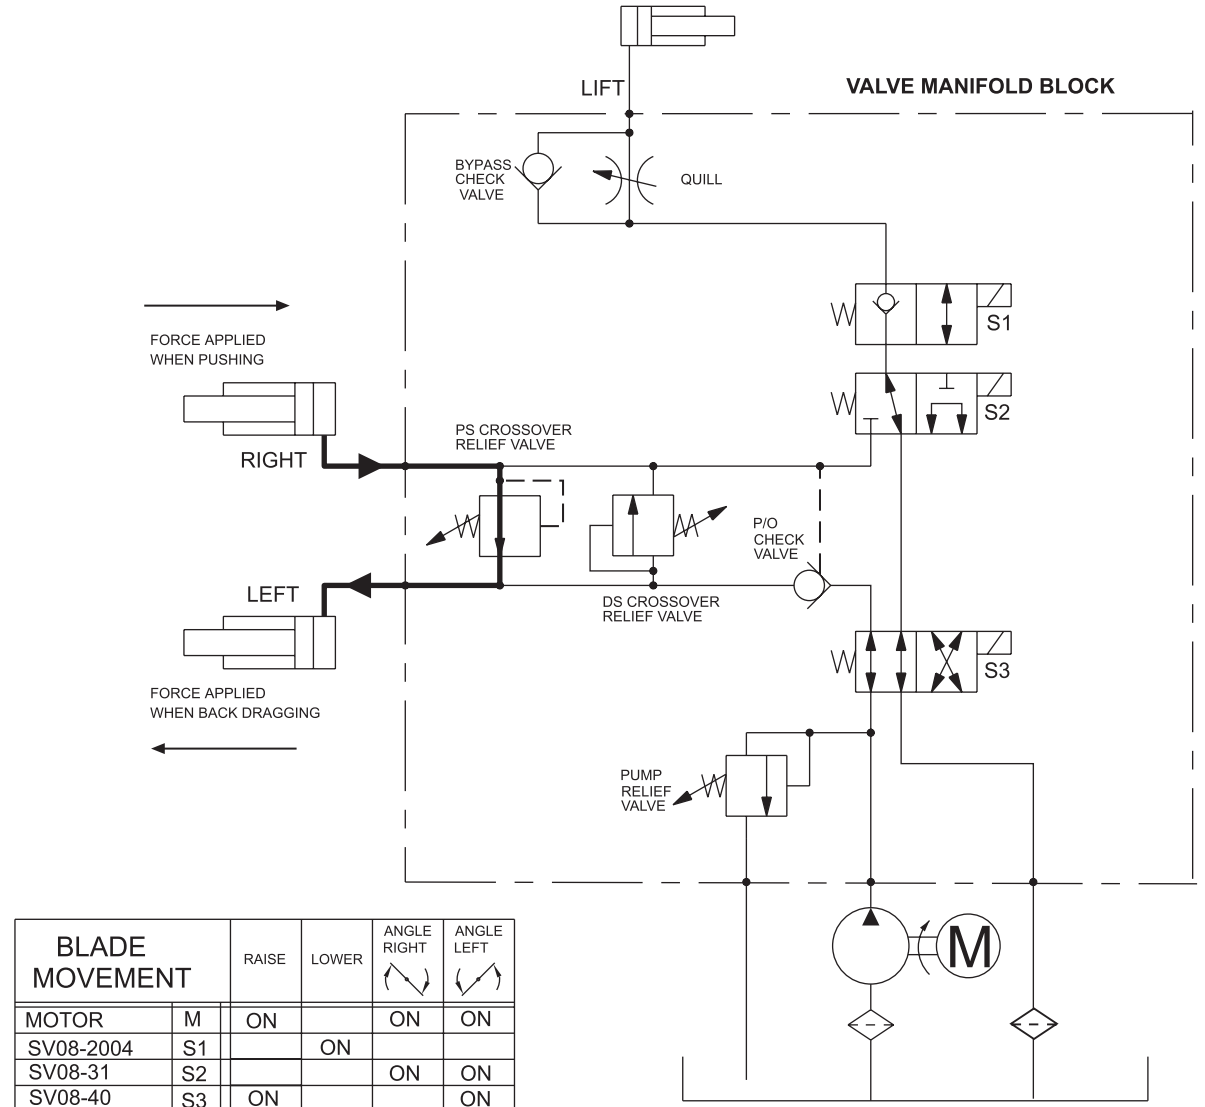 LIFT
VALVE MANIFOLD BLOCK
BYPASS
CHECK
VALVE
QUILL
S1
FORCE APPLIED
WHEN PUSHING
S2
PS CROSSOVER
RELIEF VALVE
RIGHT
P/O
CHECK
VALVE
LEFT
DS CROSSOVER
RELIEF VALVE
S3
FORCE APPLIED
WHEN BACK DRAGGING
PUMP
RELIEF
VALVE
M
BLADE
MOVEMENT
RAISE
LOWER
ANGLE
RIGHT
ANGLE
LEFT
MOTOR M ON ON ON
SV08-2004 S1 ON
SV08-31 S2 ON ON
SV08-40 S3 ON ON